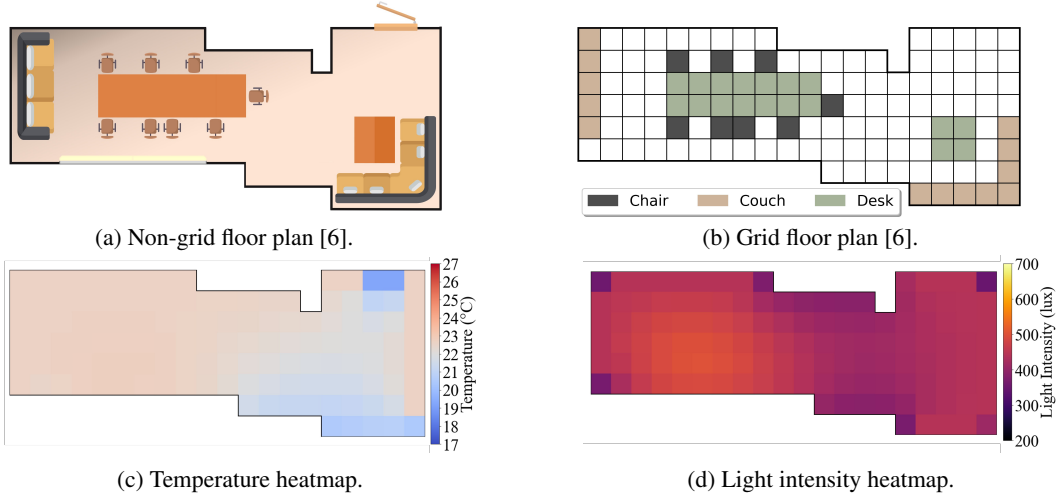 (a) Non-grid floor plan [6].
Chair
Couch
Desk
(b) Grid floor plan [6].
27
26
25
24
23
22
21
20
19
18
17
Temperature (°C)
(c) Temperature heatmap.
700
600
500
400
300
200
Light Intensity (lux)
(d) Light intensity heatmap.